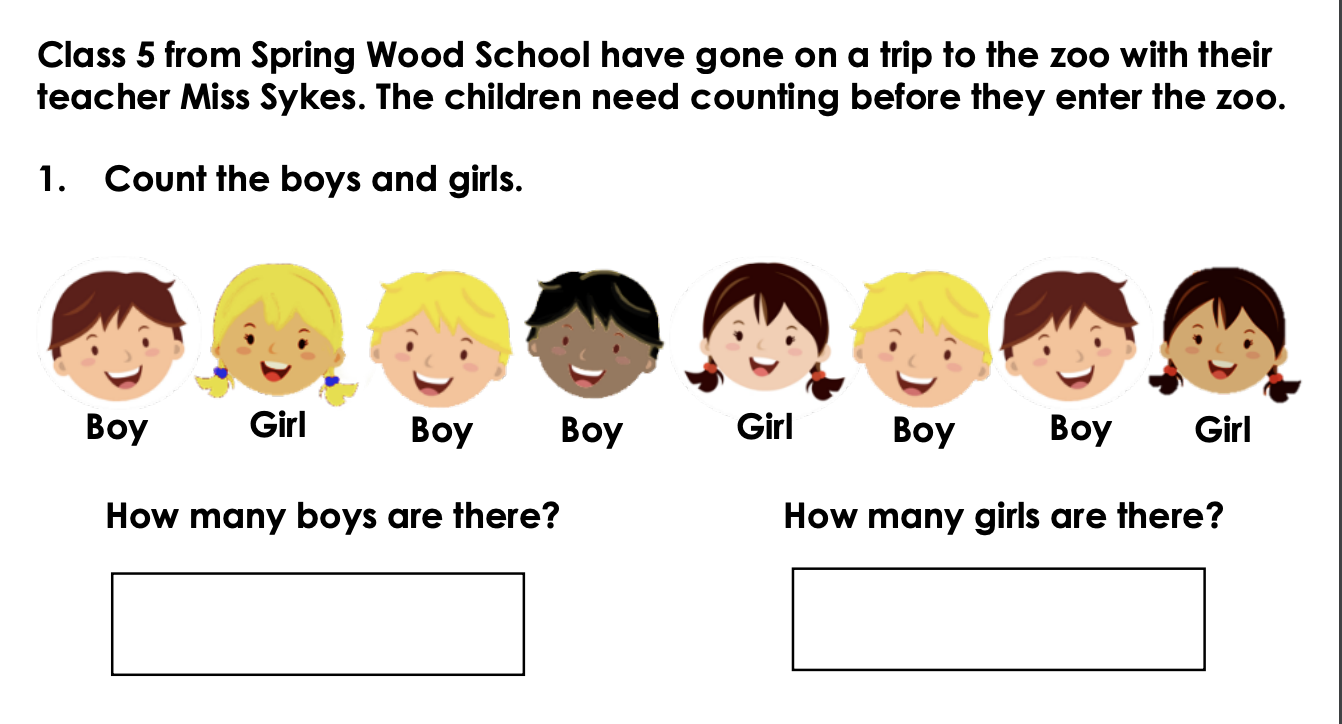 Class 5 from Spring Wood School have gone on a trip to the zoo with their
teacher Miss Sykes. The children need counting before they enter the zoo.
1. Count the boys and girls.
Boy Girl Boy Boy Girl Boy Boy Girl
How many boys are there? How many girls are there?